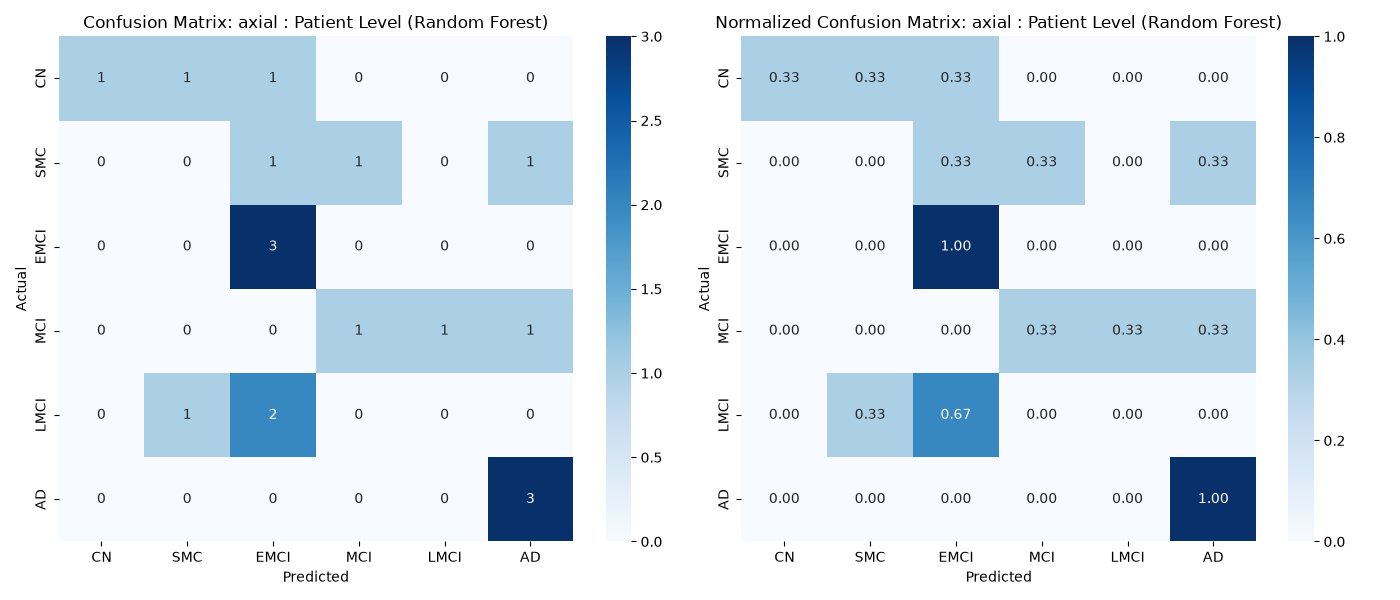 Confusion Matrix: axial : Patient Level (Random Forest)
CN 1 1 1 0 0 0
SMC 0 0 1 1 0 1
EMCI 0 0 3 0 0 0
MCI 0 0 0 1 1 1
LMCI 0 1 2 0 0 0
AD 0 0 0 0 0 3
CN SMC EMCI MCI LMCI AD
Predicted
Actual
3.0
2.5
2.0
1.5
1.0
0.5
0.0
Normalized Confusion Matrix: axial : Patient Level (Random Forest)
CN 0.33 0.33 0.33 0.00 0.00 0.00
SMC 0.00 0.00 0.33 0.33 0.00 0.33
EMCI 0.00 0.00 1.00 0.00 0.00 0.00
MCI 0.00 0.00 0.00 0.33 0.33 0.33
LMCI 0.00 0.33 0.67 0.00 0.00 0.00
AD 0.00 0.00 0.00 0.00 0.00 1.00
CN SMC EMCI MCI LMCI AD
Predicted
Actual
1.0
0.8
0.6
0.4
0.2
0.0